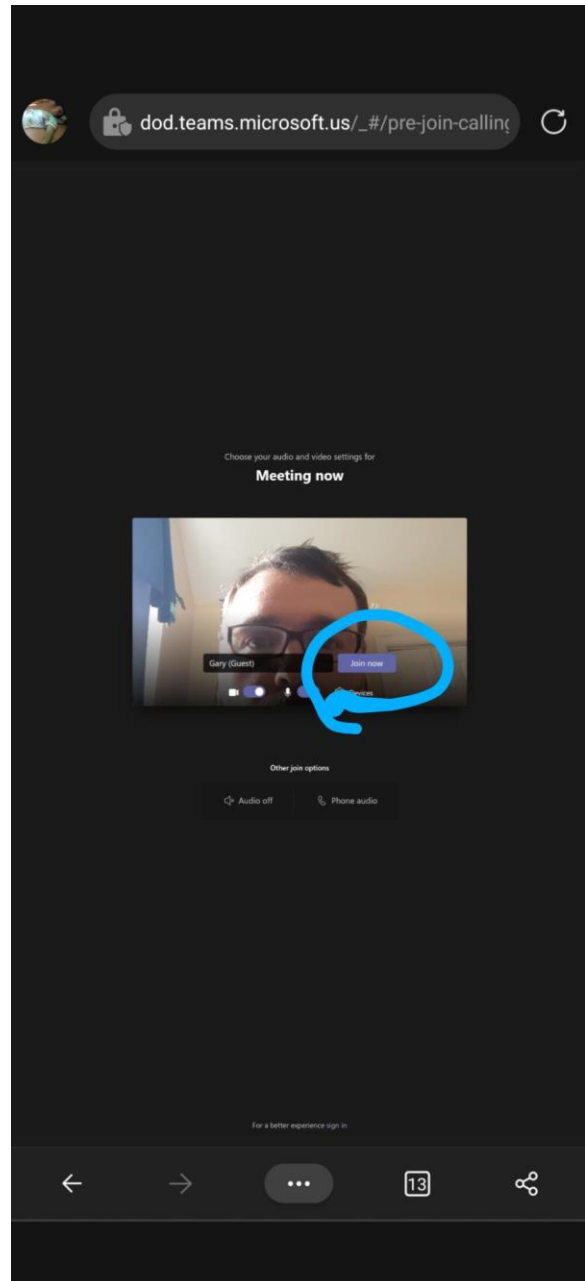 dod.teams.microsoft.us/_#/pre-join-calling
Choose your audio and video settings for
Meeting now
Gary (Guest)
Join now
Devices
Other join options
Audio off
Phone audio
For a better experience sign in
13